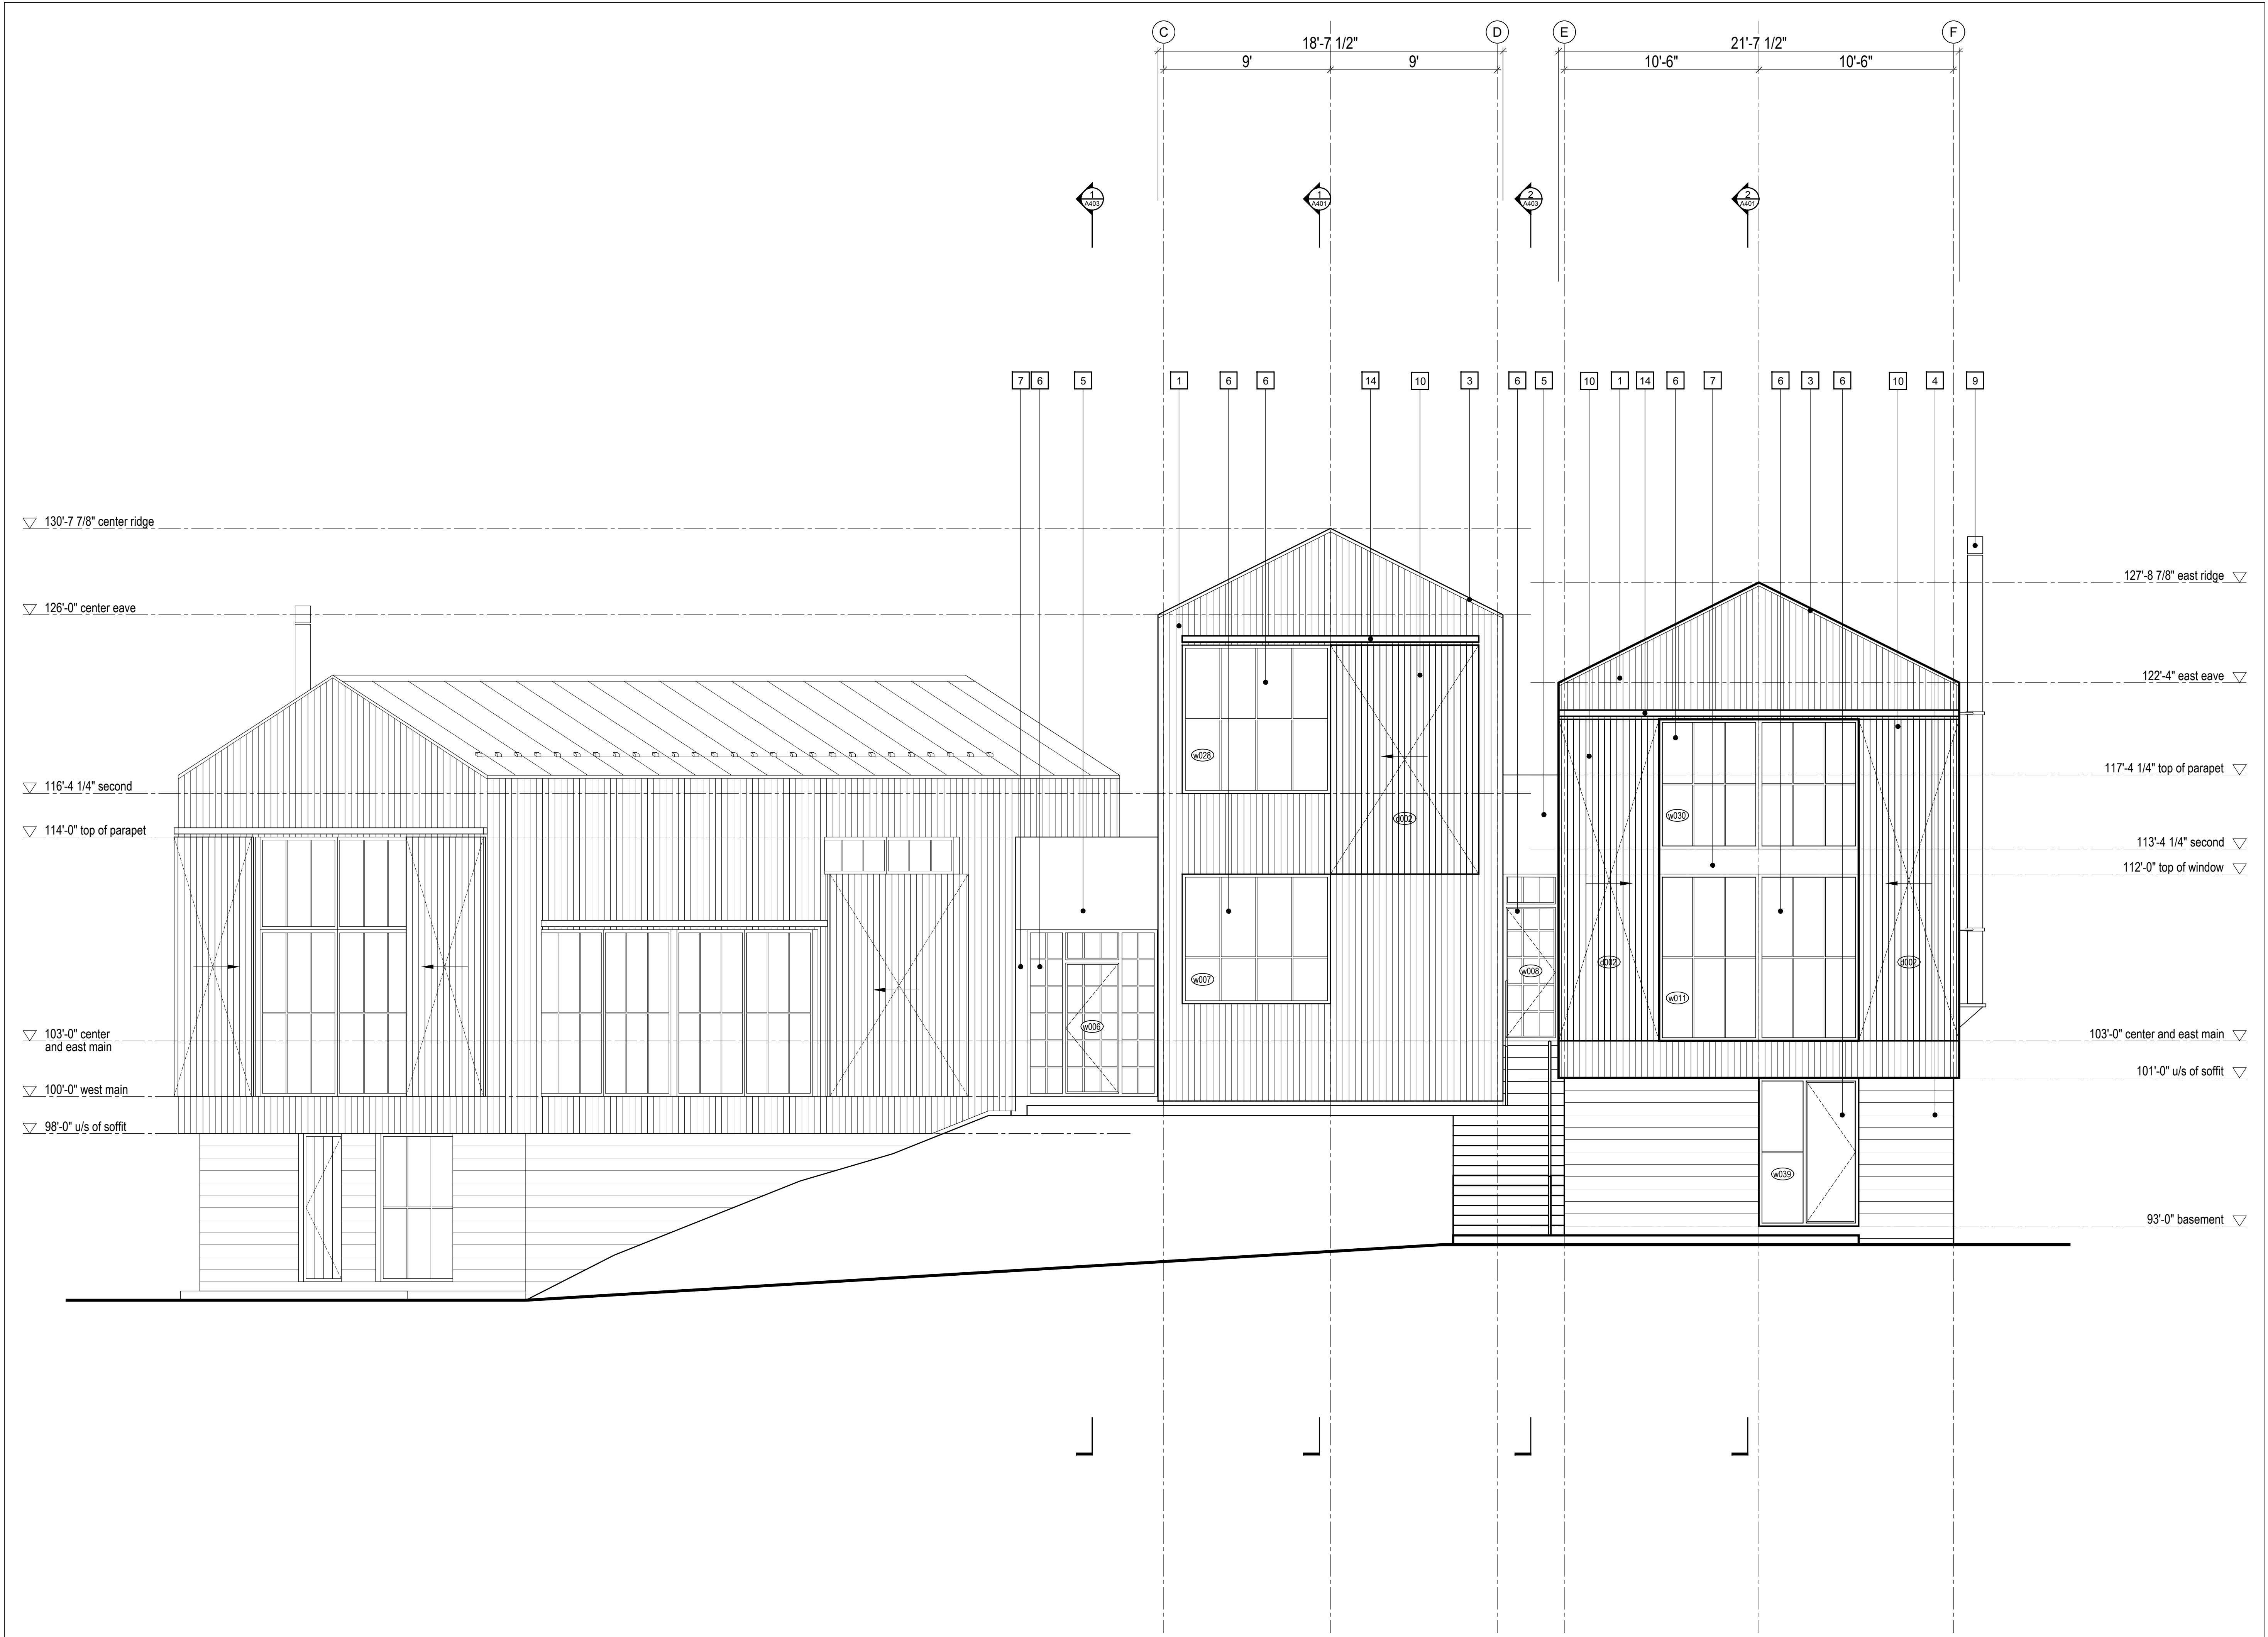 C
D
E
F
18'-7 1/2"
21'-7 1/2"
9'
9'
10'-6"
10'-6"
1
A403
1
A401
2
A403
2
A401
7
6
5
1
6
6
14
10
3
6
5
10
1
14
6
7
6
3
6
10
4
9
130'-7 7/8" center ridge
127'-8 7/8" east ridge
126'-0" center eave
122'-4" east eave
117'-4 1/4" top of parapet
116'-4 1/4" second
114'-0" top of parapet
113'-4 1/4" second
112'-0" top of window
103'-0" center
and east main
103'-0" center and east main
101'-0" u/s of soffit
100'-0" west main
98'-0" u/s of soffit
93'-0" basement
w028
d002
w030
w007
w008
d002
d002
w011
w006
w039